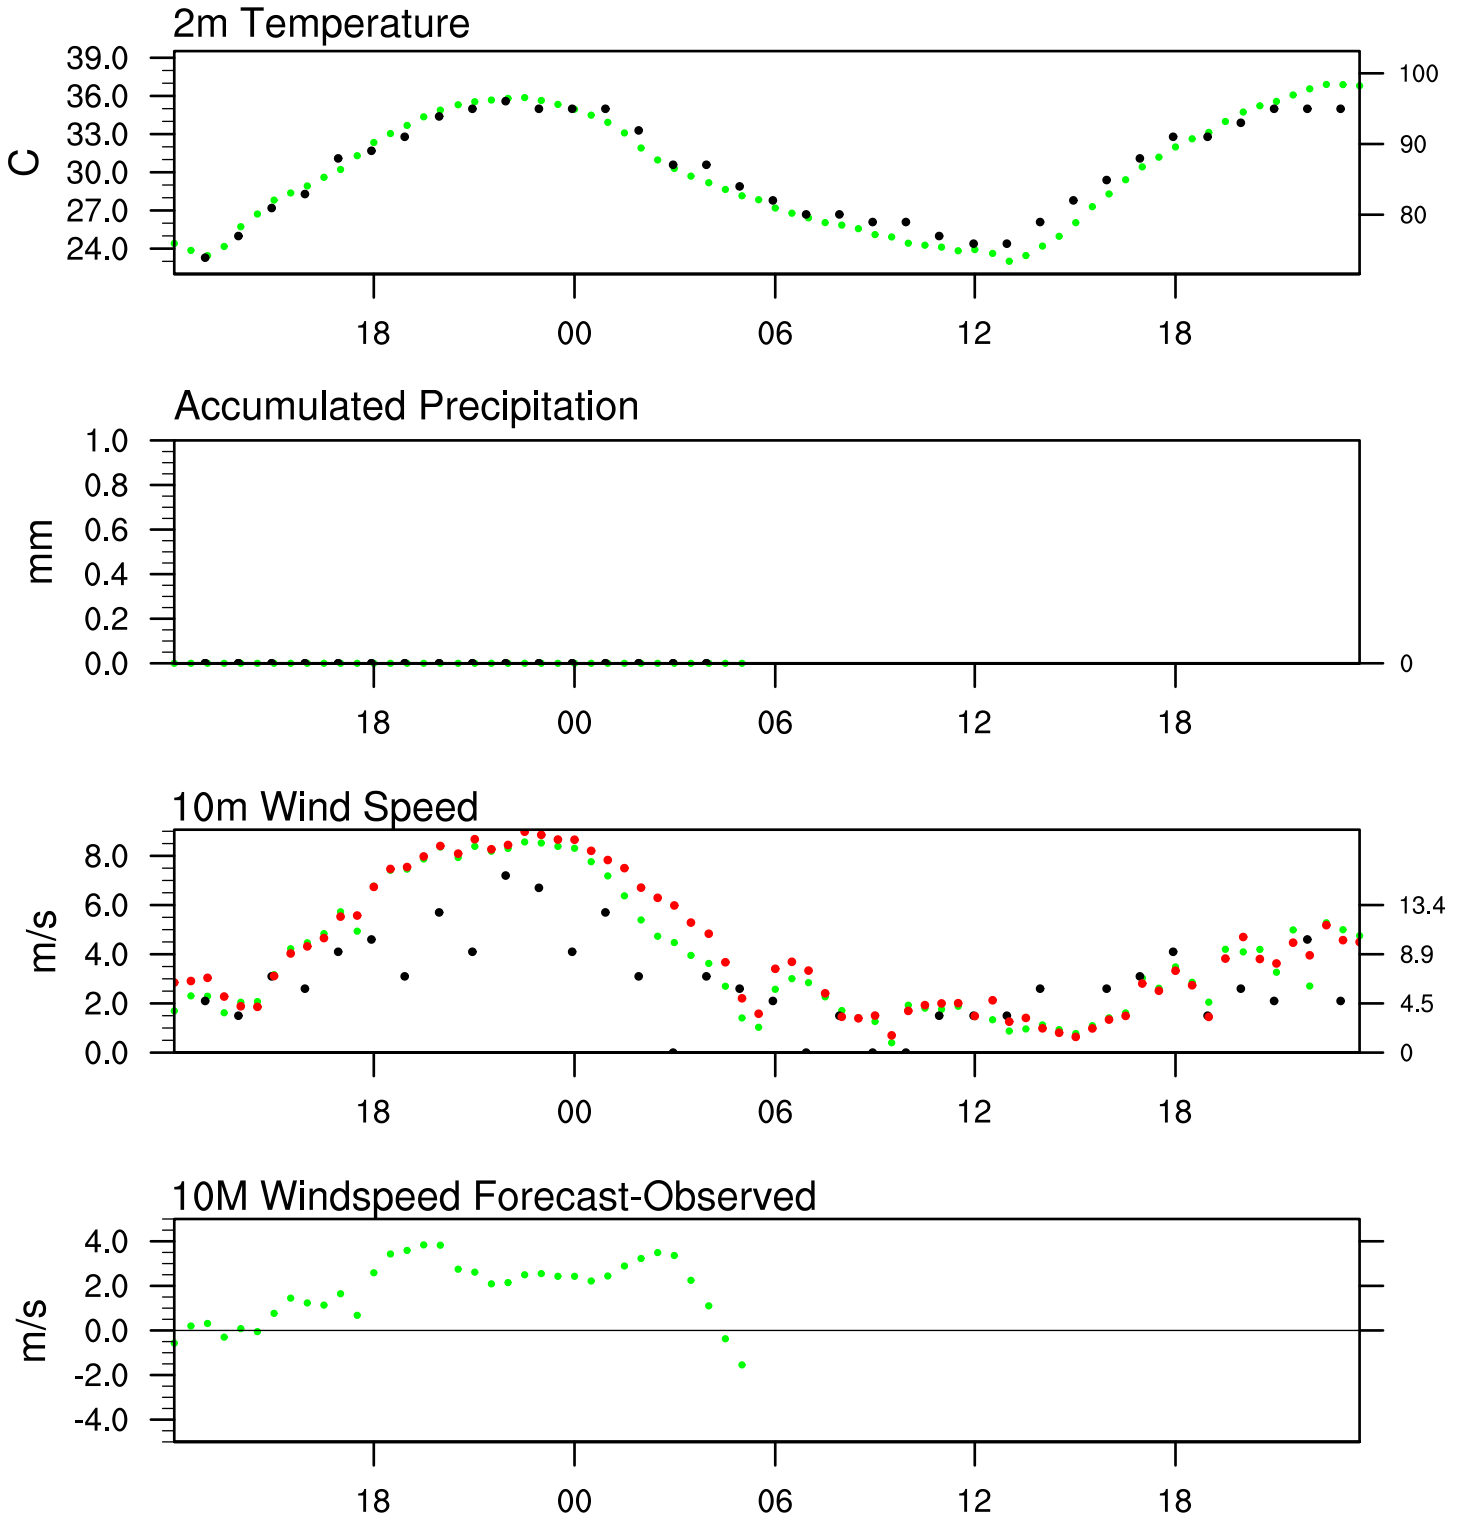 2m Temperature
39.0
36.0
33.0
30.0
27.0
24.0
C
100
90
80
18 00 06 12 18
Accumulated Precipitation
1.0
0.8
0.6
0.4
0.2
0.0
mm
0
18 00 06 12 18
10m Wind Speed
8.0
6.0
4.0
2.0
0.0
m/s
13.4
8.9
4.5
0
18 00 06 12 18
10M Windspeed Forecast-Observed
4.0
2.0
0.0
-2.0
-4.0
m/s
18 00 06 12 18